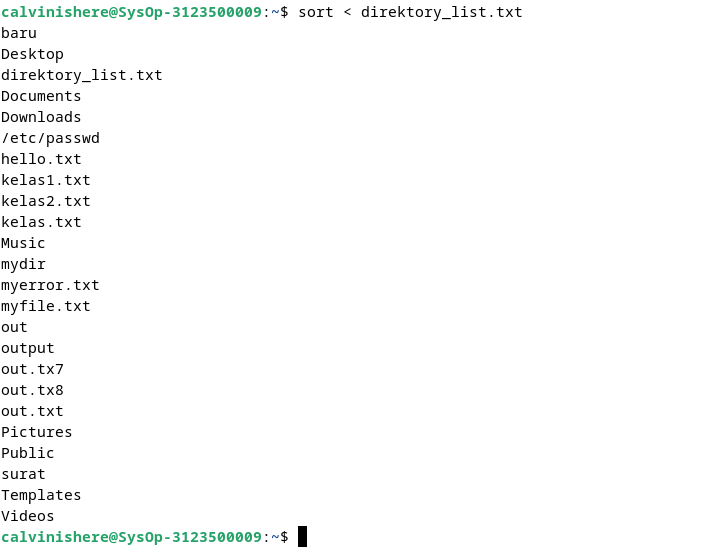 calvinishere@SysOp-3123500009:~$ sort < direktory_list.txt
baru
Desktop
direktory_list.txt
Documents
Downloads
/etc/passwd
hello.txt
kelas1.txt
kelas2.txt
kelas.txt
Music
mydir
myerror.txt
myfile.txt
out
output
out.tx7
out.tx8
out.txt
Pictures
Public
surat
Templates
Videos
calvinishere@SysOp-3123500009:~$